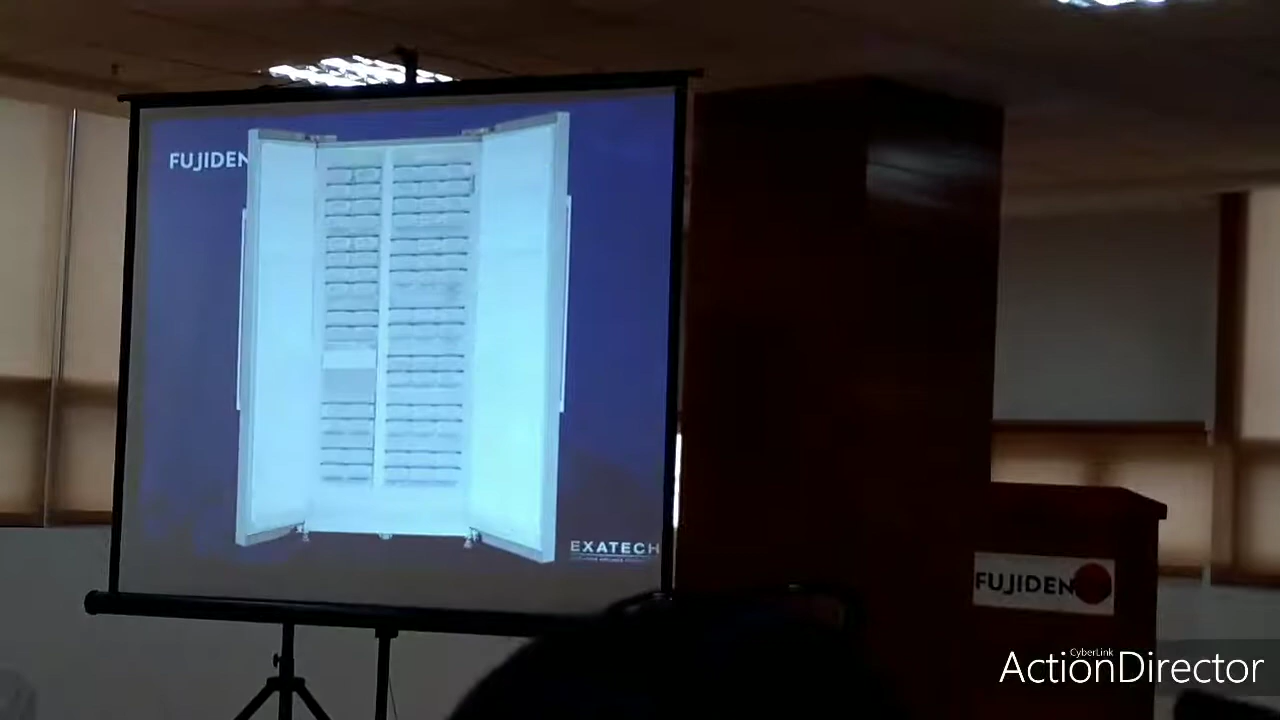 FUJIDEN
EXATECH
FUJIDEN
CyberLink
ActionDirector